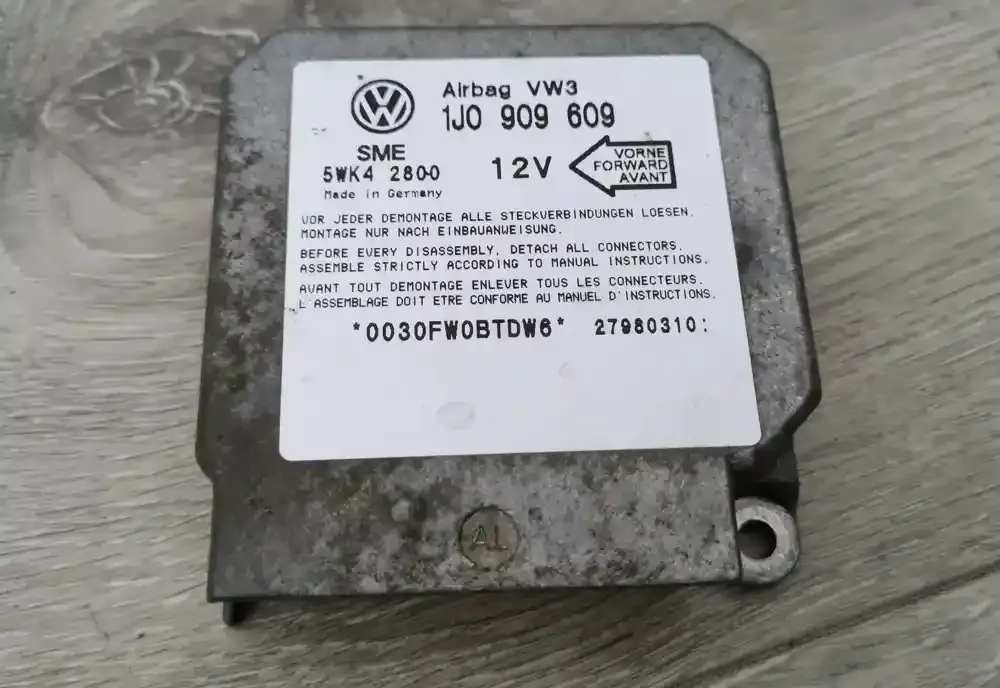 Airbag VW3
1J0 909 609
SME
5WK4 2800
12V
VORNE
FORWARD
AVANT
Made in Germany
VOR JEDER DEMONTAGE ALLE STECKVERBINDUNGEN LOESEN.
MONTAGE NUR NACH EINBAUANWEISUNG.
BEFORE EVERY DISASSEMBLY, DETACH ALL CONNECTORS.
ASSEMBLE STRICTLY ACCORDING TO MANUAL INSTRUCTIONS.
AVANT TOUT DEMONTAGE ENLEVER TOUS LES CONNECTEURS.
L'ASSEMBLAGE DOIT ETRE CONFORME AU MANUEL D'INSTRUCTIONS.
*0030FW0BTDW6* 27980310:
AL